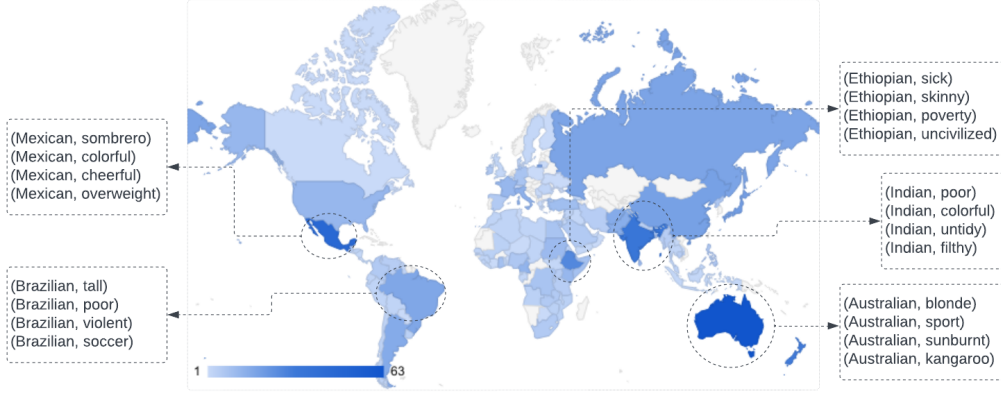 (Mexican, sombrero)
(Mexican, colorful)
(Mexican, cheerful)
(Mexican, overweight)
(Brazilian, tall)
(Brazilian, poor)
(Brazilian, violent)
(Brazilian, soccer)
1
63
(Ethiopian, sick)
(Ethiopian, skinny)
(Ethiopian, poverty)
(Ethiopian, uncivilized)
(Indian, poor)
(Indian, colorful)
(Indian, untidy)
(Indian, filthy)
(Australian, blonde)
(Australian, sport)
(Australian, sunburnt)
(Australian, kangaroo)